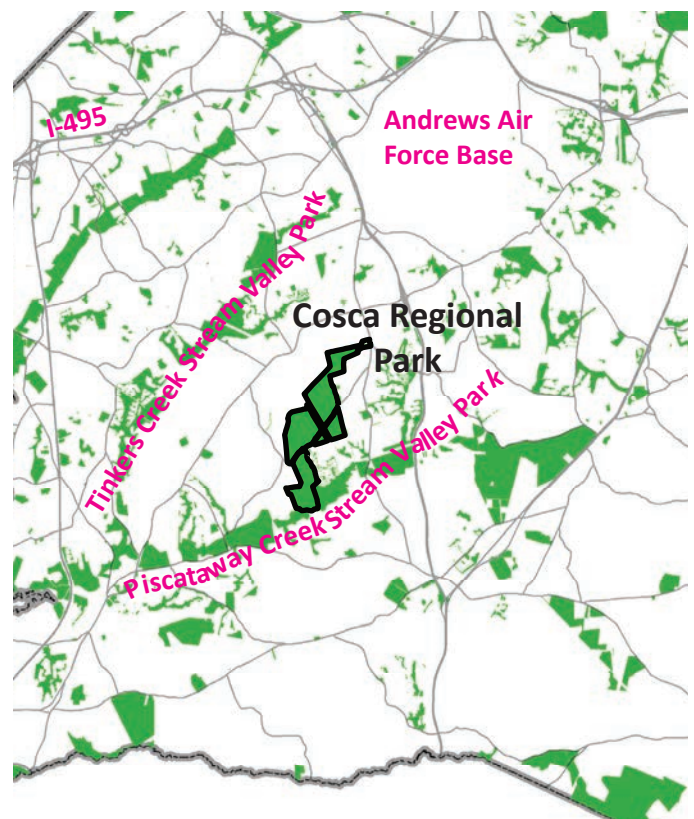 I-495
Andrews Air
Force Base
Tinkers Creek Stream Valley Park
Cosca Regional
Park
Piscataway Creek Stream Valley Park